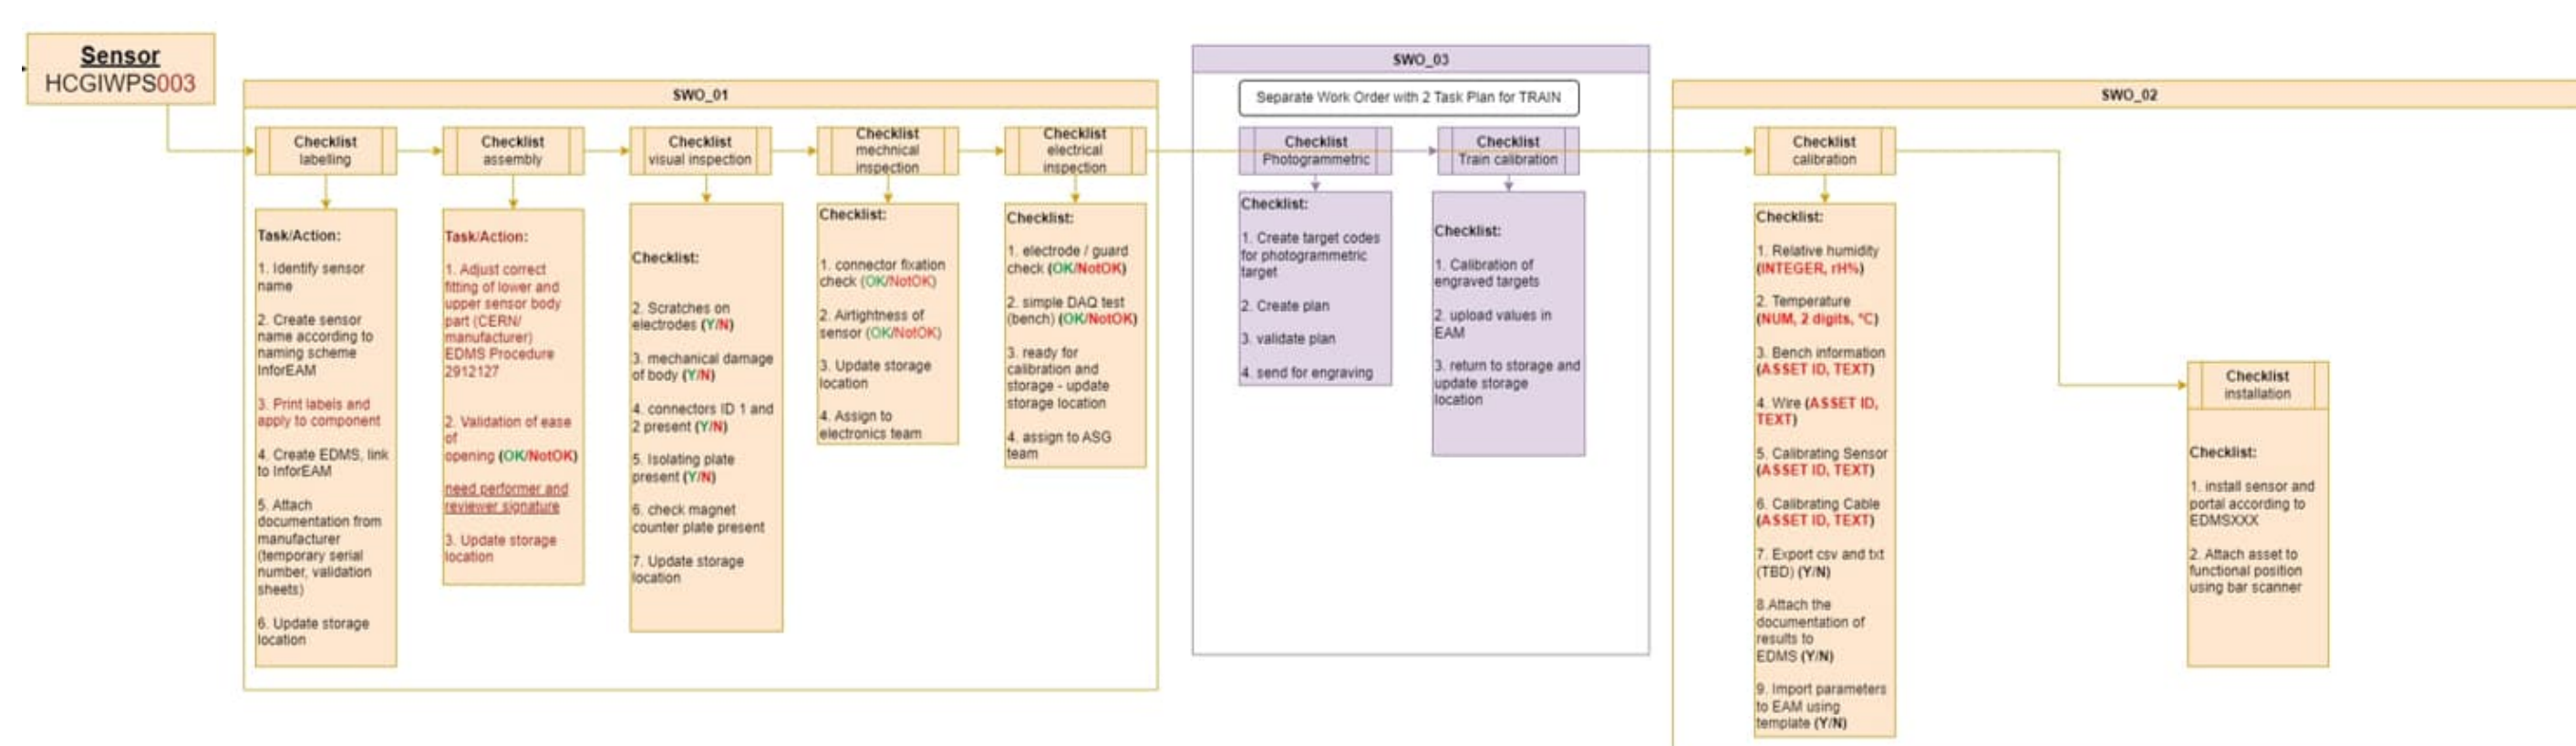 Sensor
HCGIWPS003
SWO_01
Checklist
labelling
Task/Action:
1. Identify sensor
name
2. Create sensor
name according to
naming scheme
InforEAM
3. Print labels and
apply to component
4. Create EDMS, link
to InforEAM
5. Attach
documentation from
manufacturer
(temporary serial
number, validation
sheets)
6. Update storage
location
Checklist
assembly
Task/Action:
1. Adjust correct
fitting of lower and
upper sensor body
part (CERN/
manufacturer)
EDMS Procedure
2912127
2. Validation of ease
of
opening (OK/NotOK)
need performer and
reviewer signature
3. Update storage
location
Checklist
visual inspection
Checklist:
2. Scratches on
electrodes (Y/N)
3. mechanical damage
of body (Y/N)
4. connectors ID 1 and
2 present (Y/N)
5. Isolating plate
present (Y/N)
6. check magnet
counter plate present
7. Update storage
location
Checklist
mechnical
inspection
Checklist:
1. connector fixation
check (OK/NotOK)
2. Airtightness of
sensor (OK/NotOK)
3. Update storage
location
4. Assign to
electronics team
Checklist
electrical
inspection
Checklist:
1. electrode / guard
check (OK/NotOK)
2. simple DAQ test
(bench) (OK/NotOK)
3. ready for
calibration and
storage - update
storage location
4. assign to ASG
team
SWO_03
Separate Work Order with 2 Task Plan for TRAIN
Checklist
Photogrammetric
Checklist:
1. Create target codes
for photogrammetric
target
2. Create plan
3. validate plan
4. send for engraving
Checklist
Train calibration
Checklist:
1. Calibration of
engraved targets
2. upload values in
EAM
3. return to storage and
update storage
location
SWO_02
Checklist
calibration
Checklist:
1. Relative humidity
(INTEGER, rH%)
2. Temperature
(NUM, 2 digits, °C)
3. Bench information
(ASSET ID, TEXT)
4. Wire (ASSET ID,
TEXT)
5. Calibrating Sensor
(ASSET ID, TEXT)
6. Calibrating Cable
(ASSET ID, TEXT)
7. Export csv and txt
(TBD) (Y/N)
8.Attach the
documentation of
results to
EDMS (Y/N)
9. Import parameters
to EAM using
template (Y/N)
Checklist
installation
Checklist:
1. install sensor and
portal according to
EDMSXXX
2. Attach asset to
functional position
using bar scanner